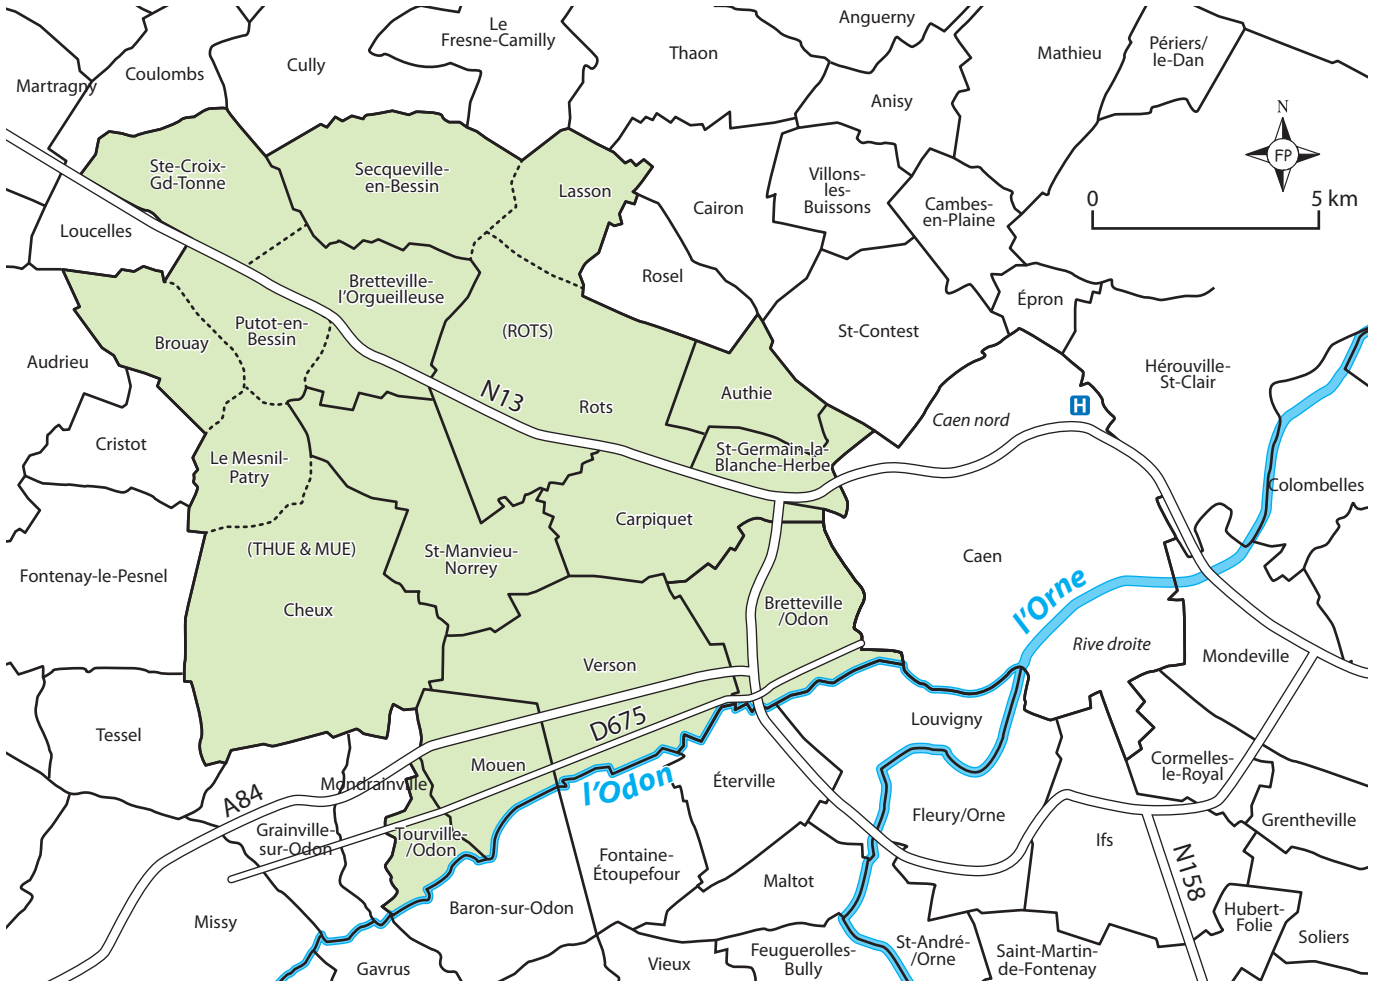 Le
Fresne-Camilly
Anguerny
Thaon
Mathieu
Périers/
le-Dan
Cully
Coulombs
Martragny
Anisy
N
FP
0
5 km
Ste-Croix-
Gd-Tonne
Secqueville-
en-Bessin
Lasson
Cairon
Villons-
les-
Buissons
Cambes-
en-Plaine
Loucelles
Rosel
Bretteville-
l'Orgueilleuse
Épron
(ROTS)
Putot-en-
Bessin
Brouay
St-Contest
Audrieu
Hérouville-
St-Clair
N13
Rots
Authie
H
Caen nord
Cristot
Le Mesnil-
Patry
St-Germain-la-
Blanche-Herbe
Colombelles
Carpiquet
(THUE & MUE)
St-Manvieu-
Norrey
Caen
Fontenay-le-Pesnel
Cheux
Bretteville
/Odon
l'Orne
Rive droite
Verson
Mondeville
Tessel
D675
Louvigny
Mouen
Mondrainville
Cormelles-
le-Royal
l'Odon
Éterville
A84
Grainville-
sur-Odon
Tourville-
/Odon
Fleury/Orne
Ifs
Grentheville
Fontaine-
Étoupefour
Maltot
N158
Missy
Baron-sur-Odon
Hubert-
Folie
Soliers
Gavrus
Vieux
Feuguerolles-
Bully
St-André-
/Orne
Saint-Martin-
de-Fontenay